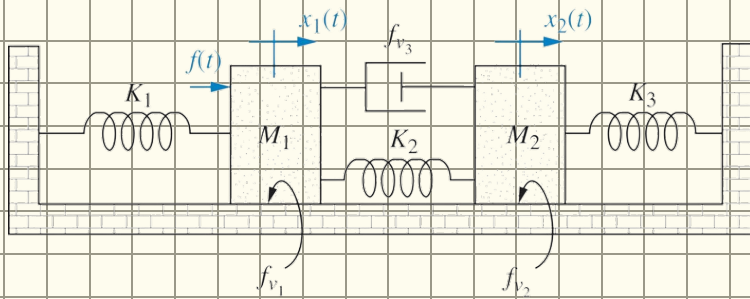 x₁(t)
x₂(t)
fᵥ₃
f(t)
K₁
K₃
M₁
K₂
M₂
fᵥ₁
fᵥ₂